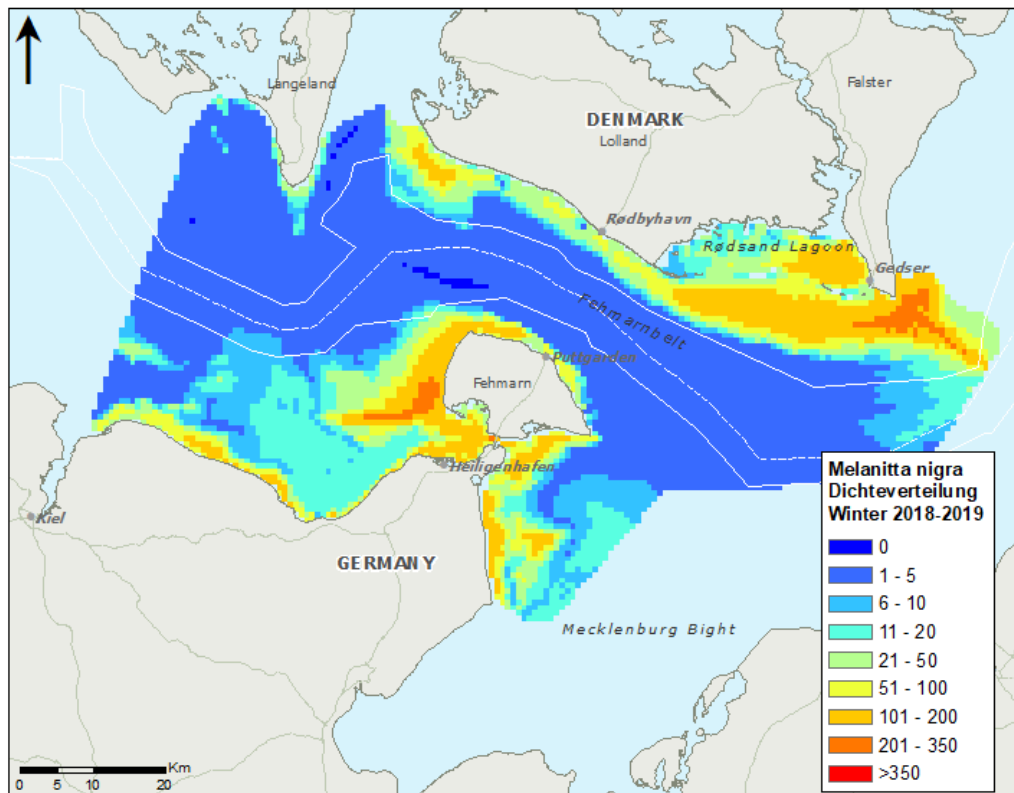 Langeland
Falster
DENMARK
Lolland
Rødbyhavn
Rødsand Lagoon
Gedser
Fehmarnbelt
Puttgarden
Fehmarn
Heiligenhafen
Kiel
GERMANY
Mecklenburg Bight
Melanitta nigra
Dichteverteilung
Winter 2018-2019
0
1 - 5
6 - 10
11 - 20
21 - 50
51 - 100
101 - 200
201 - 350
>350
Km
0 5 10 20